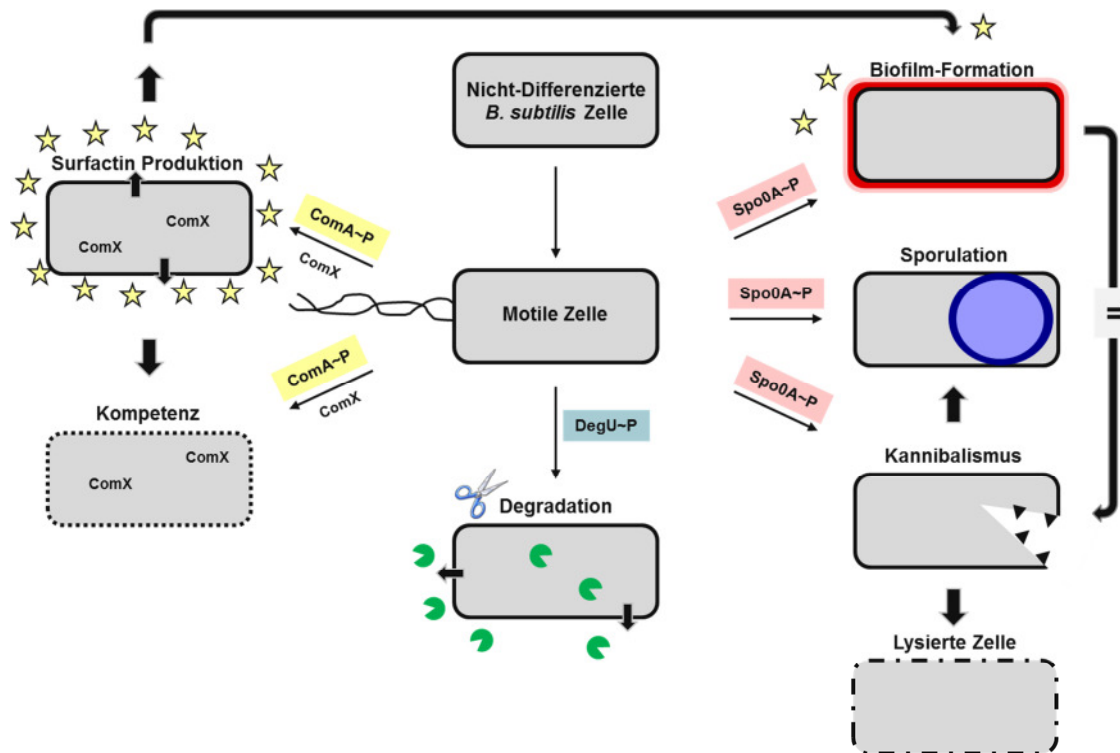 Nicht-Differenzierte
B. subtilis Zelle
Biofilm-Formation
Surfactin Produktion
ComX
ComX
ComA~P
ComX
Spo0A~P
Sporulation
Spo0A~P
=
Motile Zelle
ComA~P
ComX
Spo0A~P
Kompetenz
ComX
ComX
DegU~P
Kannibalismus
Degradation
Lysierte Zelle